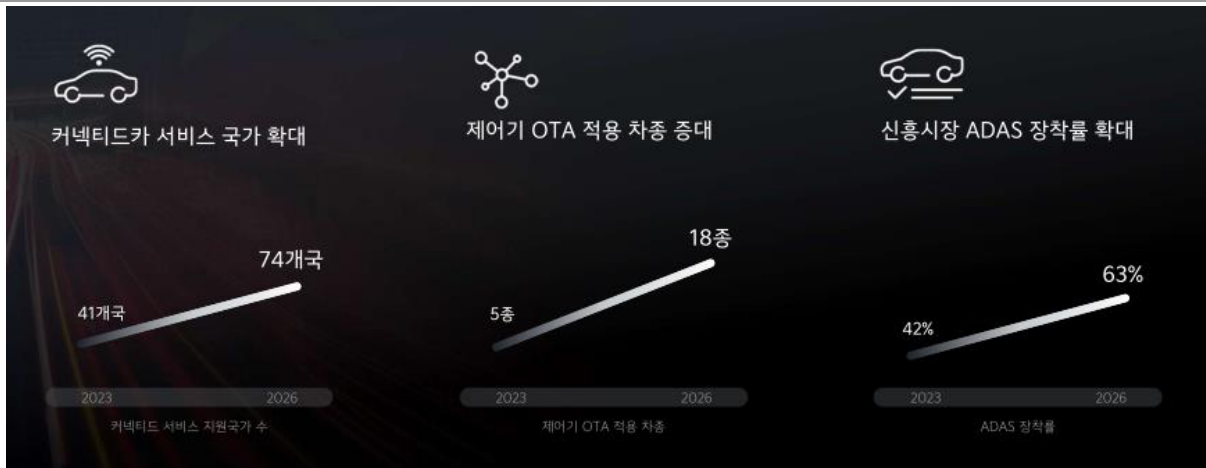 커넥티드카 서비스 국가 확대
제어기 OTA 적용 차종 증대
신흥시장 ADAS 장착률 확대
74개국
41개국
2023
2026
커넥티드 서비스 지원국가 수
18종
5종
2023
2026
제어기 OTA 적용 차종
63%
42%
2023
2026
ADAS 장착률